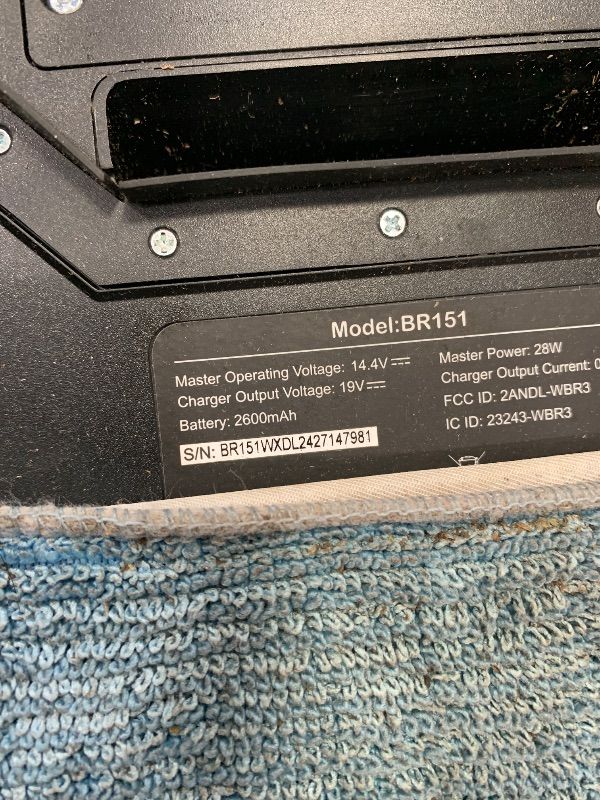 Model:BR151
Master Operating Voltage: 14.4V
Master Power: 28W
Charger Output Voltage: 19V
Charger Output Current: 0
Battery: 2600mAh
FCC ID: 2ANDL-WBR3
IC ID: 23243-WBR3
S/N: BR151WXDL2427147981